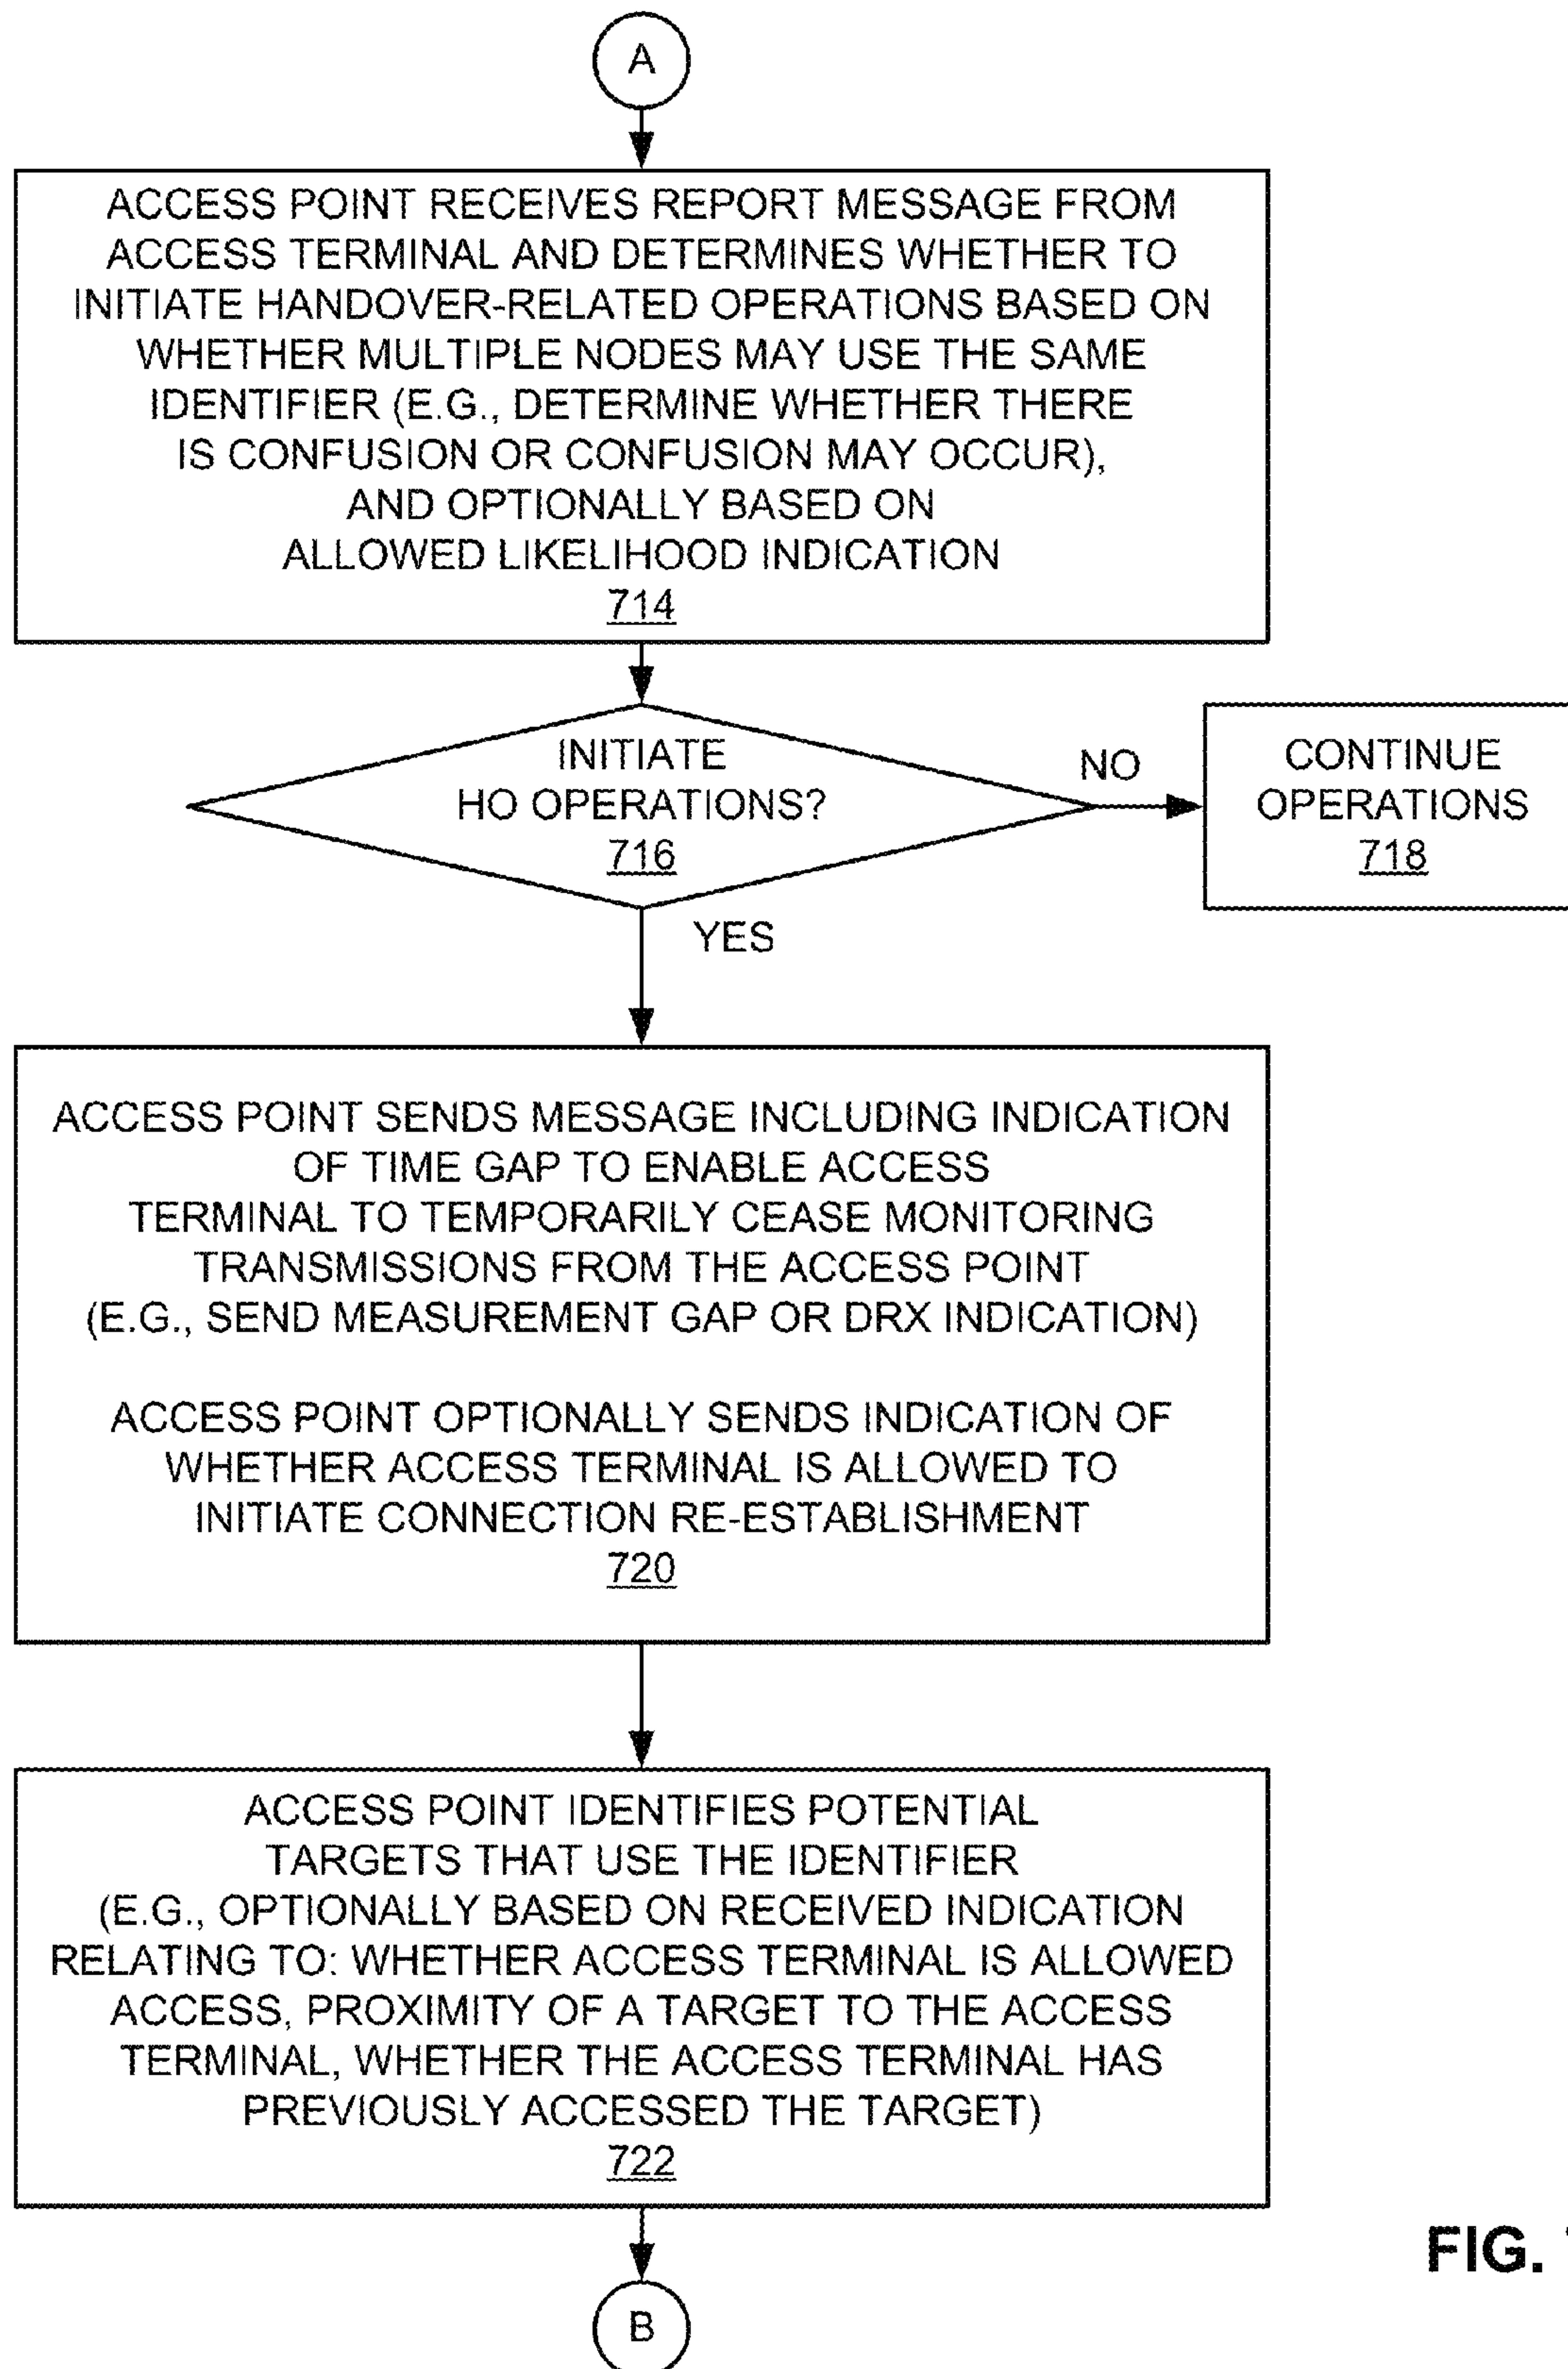 A
ACCESS POINT RECEIVES REPORT MESSAGE FROM
ACCESS TERMINAL AND DETERMINES WHETHER TO
INITIATE HANDOVER-RELATED OPERATIONS BASED ON
WHETHER MULTIPLE NODES MAY USE THE SAME
IDENTIFIER (E.G., DETERMINE WHETHER THERE
IS CONFUSION OR CONFUSION MAY OCCUR),
AND OPTIONALLY BASED ON
ALLOWED LIKELIHOOD INDICATION
714
INITIATE
HO OPERATIONS?
716
NO
CONTINUE
OPERATIONS
718
YES
ACCESS POINT SENDS MESSAGE INCLUDING INDICATION
OF TIME GAP TO ENABLE ACCESS
TERMINAL TO TEMPORARILY CEASE MONITORING
TRANSMISSIONS FROM THE ACCESS POINT
(E.G., SEND MEASUREMENT GAP OR DRX INDICATION)
ACCESS POINT OPTIONALLY SENDS INDICATION OF
WHETHER ACCESS TERMINAL IS ALLOWED TO
INITIATE CONNECTION RE-ESTABLISHMENT
720
ACCESS POINT IDENTIFIES POTENTIAL
TARGETS THAT USE THE IDENTIFIER
(E.G., OPTIONALLY BASED ON RECEIVED INDICATION
RELATING TO: WHETHER ACCESS TERMINAL IS ALLOWED
ACCESS, PROXIMITY OF A TARGET TO THE ACCESS
TERMINAL, WHETHER THE ACCESS TERMINAL HAS
PREVIOUSLY ACCESSED THE TARGET)
722
FIG.
B